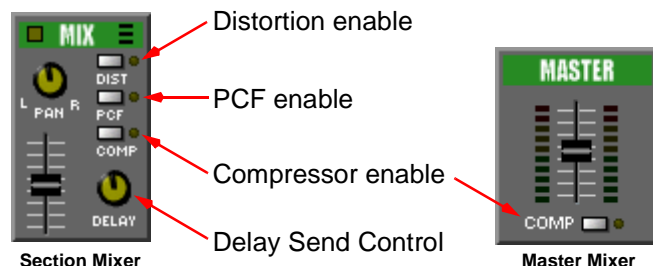 Distortion enable
MIX
DIST
L PAN R
PCF
COMP
DELAY
PCF enable
Compressor enable
Delay Send Control
Section Mixer
MASTER
COMP
Master Mixer